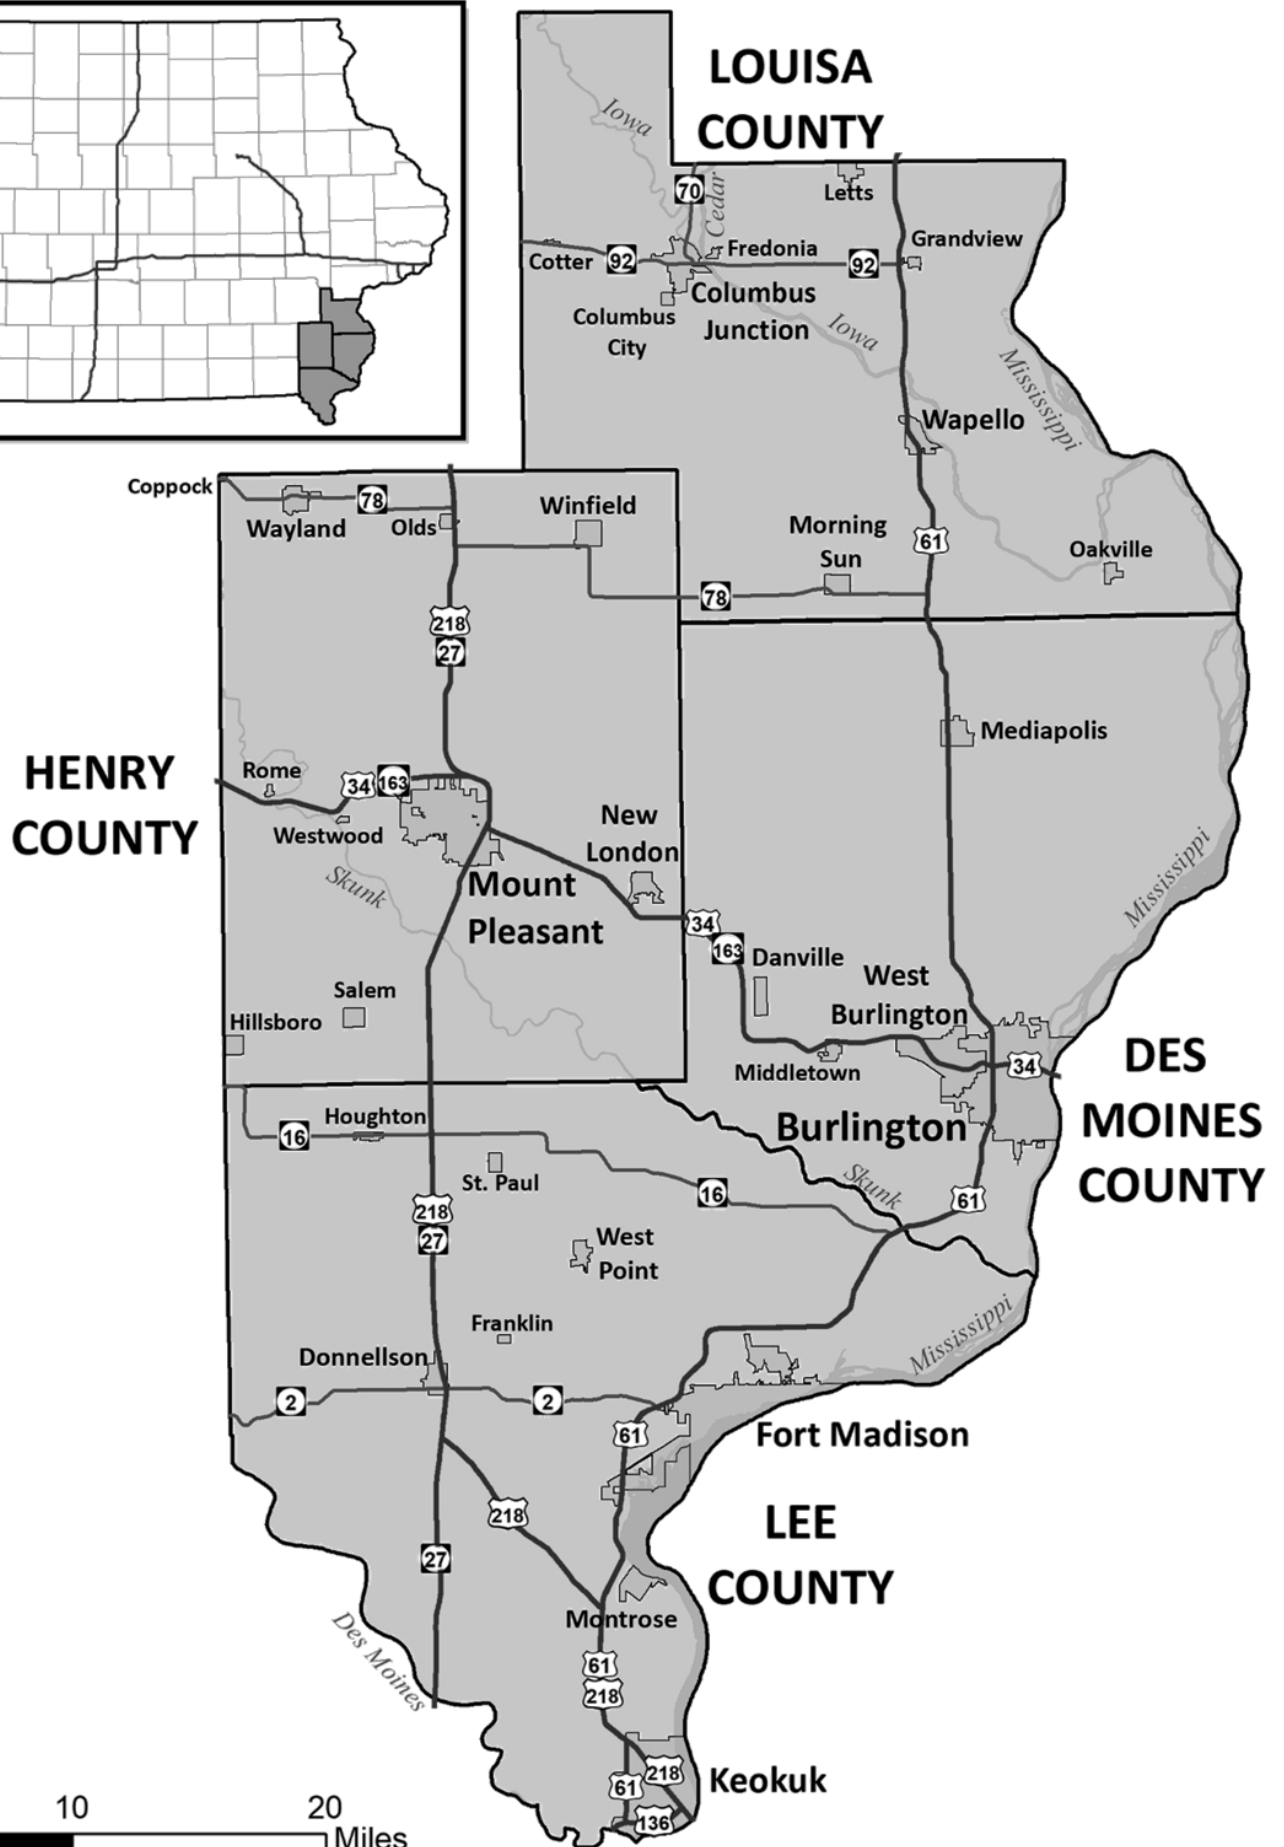 LOUISA
COUNTY
Iowa
70
Cedar
Letts
Cotter
92
Fredonia
92
Grandview
Columbus
Junction
Columbus
City
Iowa
Mississippi
Wapello
Coppock
78
Wayland
Olds
Winfield
Morning
Sun
61
Oakville
78
218
27
Mediapolis
HENRY
COUNTY
Rome
34
163
Westwood
New
London
Skunk
Mount
Pleasant
Mississippi
34
163
Danville
West
Burlington
Salem
Hillsboro
Middletown
34
DES
MOINES
COUNTY
Burlington
Houghton
16
St. Paul
16
Skunk
61
218
27
West
Point
Franklin
Mississippi
Donnellson
2
2
61
Fort Madison
218
LEE
COUNTY
27
Montrose
Des Moines
61
218
218
61
Keokuk
136
10
20
Miles